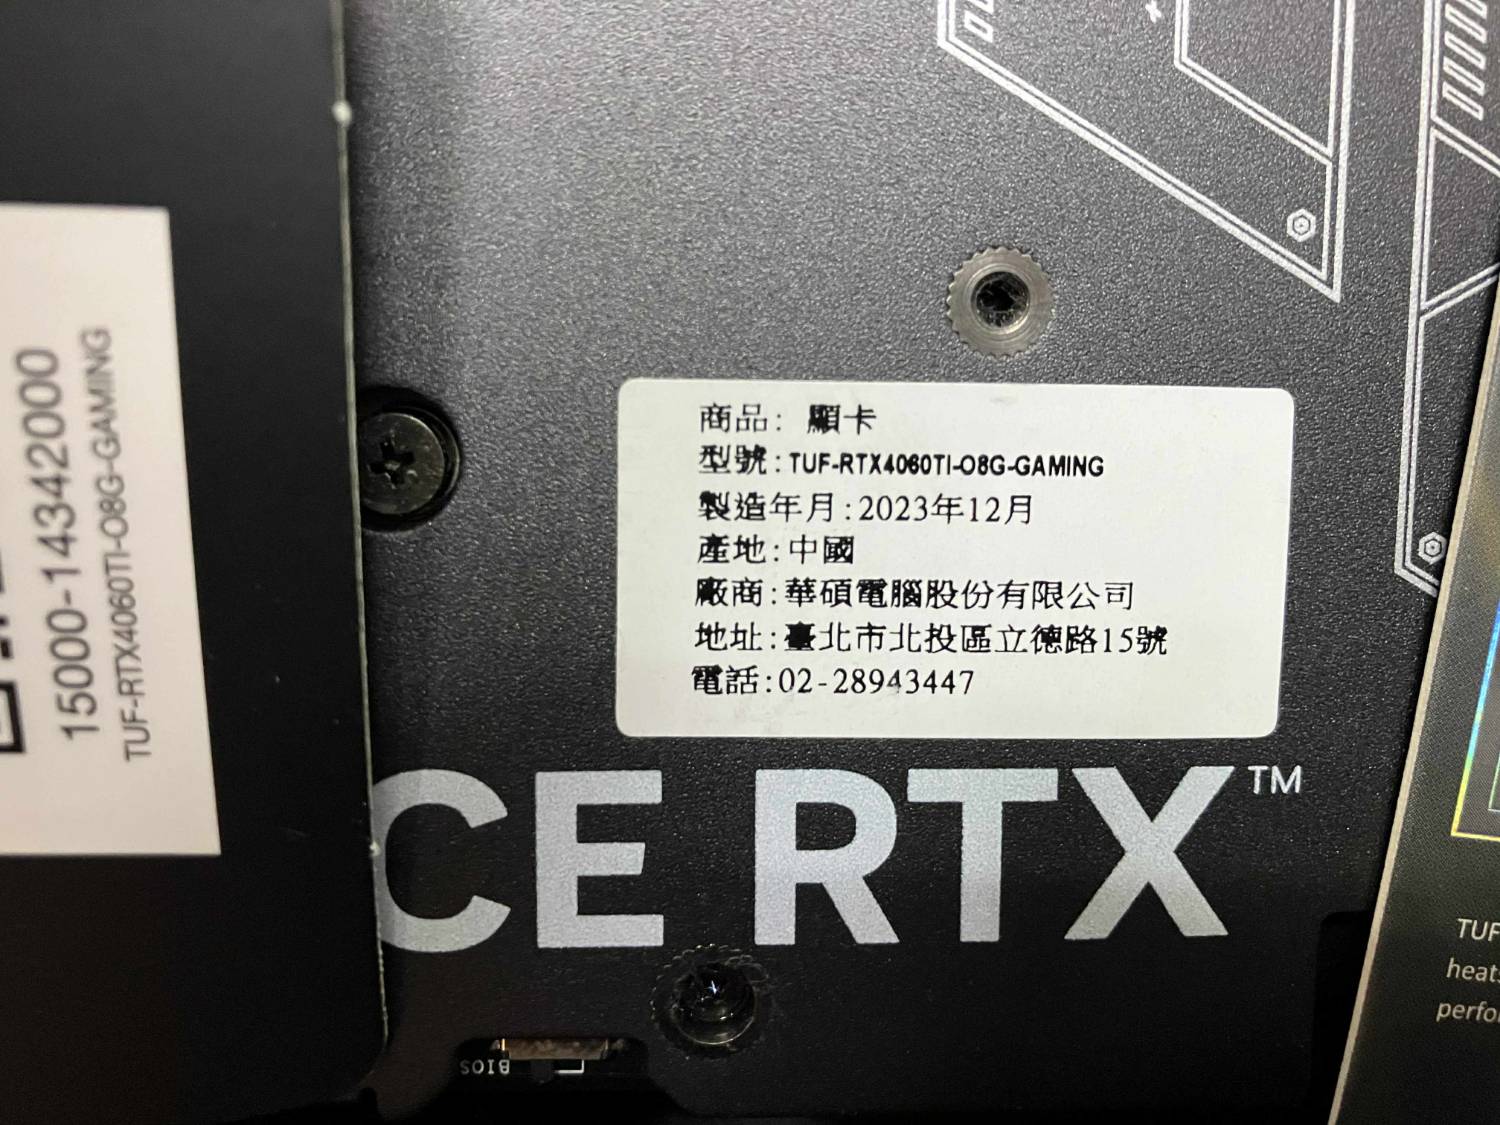 15000-14342000
TUF-RTX4060TI-O8G-GAMING
商品: 顯卡
型號:TUF-RTX4060TI-O8G-GAMING
製造年月:2023年12月
產地:中國
廠商:華碩電腦股份有限公司
地址:臺北市北投區立德路15號
電話:02-28943447
CE RTX™
BIOS
TUF
heats
perfo